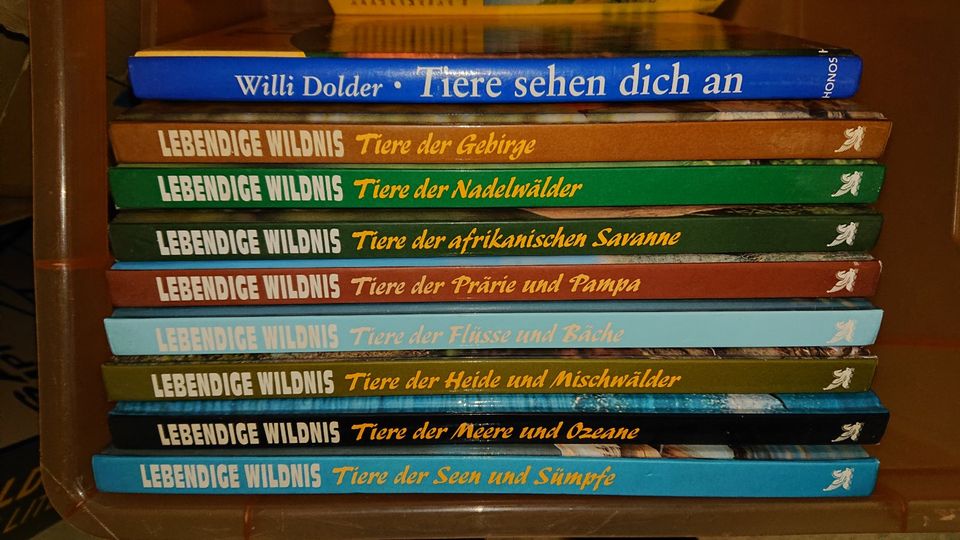 Willi Dolder · Tiere sehen dich an HONOS
LEBENDIGE WILDNIS Tiere der Gebirge
LEBENDIGE WILDNIS Tiere der Nadelwälder
LEBENDIGE WILDNIS Tiere der afrikanischen Savanne
LEBENDIGE WILDNIS Tiere der Prärie und Pampa
LEBENDIGE WILDNIS Tiere der Flüsse und Bäche
LEBENDIGE WILDNIS Tiere der Heide und Mischwälder
LEBENDIGE WILDNIS Tiere der Meere und Ozeane
LEBENDIGE WILDNIS Tiere der Seen und Sümpfe